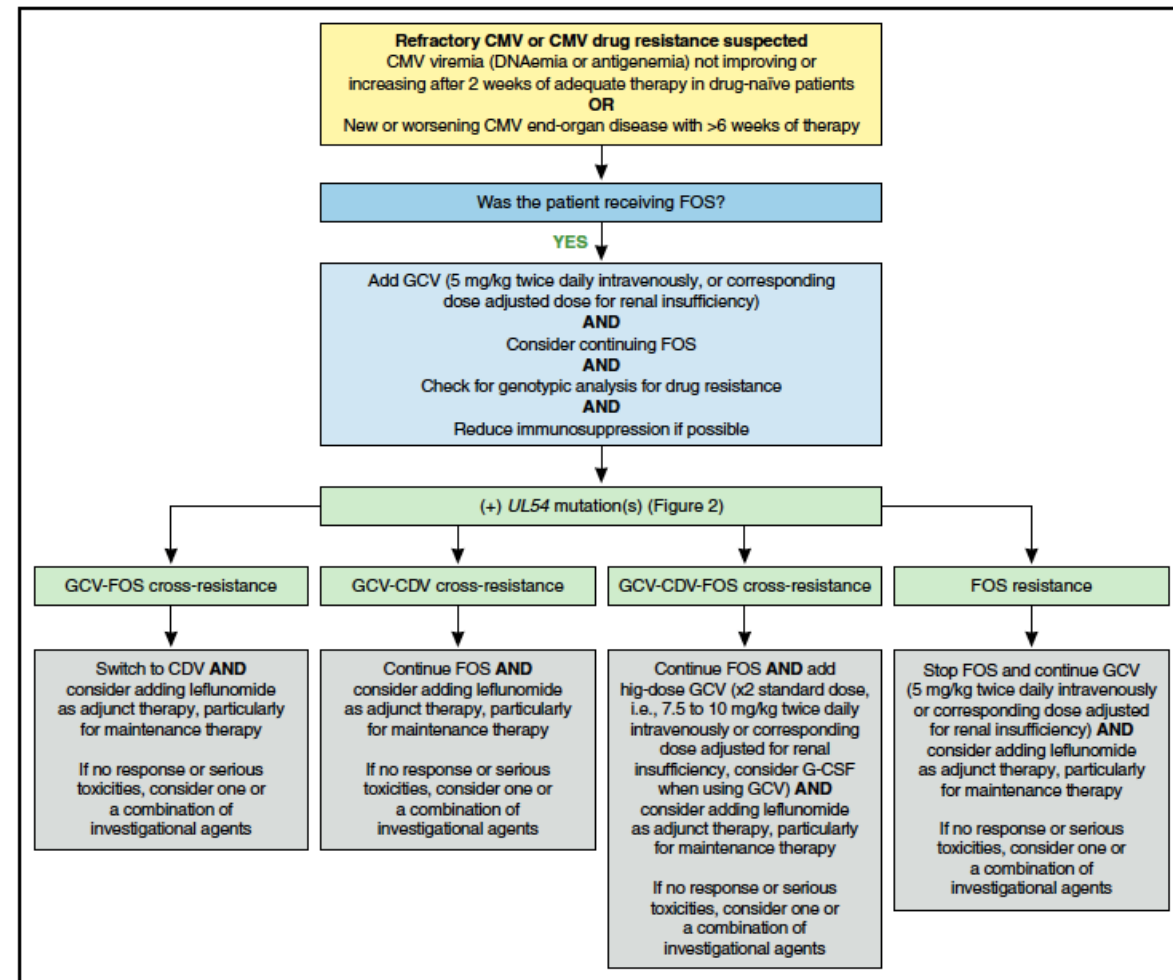 Refractory CMV or CMV drug resistance suspected
CMV viremia (DNAemia or antigenemia) not improving or
increasing after 2 weeks of adequate therapy in drug-naïve patients
OR
New or worsening CMV end-organ disease with >6 weeks of therapy
Was the patient receiving FOS?
YES
Add GCV (5 mg/kg twice daily intravenously, or corresponding
dose adjusted dose for renal insufficiency)
AND
Consider continuing FOS
AND
Check for genotypic analysis for drug resistance
AND
Reduce immunosuppression if possible
(+) UL54 mutation(s) (Figure 2)
GCV-FOS cross-resistance
Switch to CDV AND
consider adding leflunomide
as adjunct therapy, particularly
for maintenance therapy
If no response or serious
toxicities, consider one or
a combination of
investigational agents
GCV-CDV cross-resistance
Continue FOS AND
consider adding leflunomide
as adjunct therapy, particularly
for maintenance therapy
If no response or serious
toxicities, consider one or
a combination of
investigational agents
GCV-CDV-FOS cross-resistance
Continue FOS AND add
hig-dose GCV (x2 standard dose,
i.e., 7.5 to 10 mg/kg twice daily
intravenously or corresponding
dose adjusted for renal
insufficiency, consider G-CSF
when using GCV) AND
consider adding leflunomide
as adjunct therapy, particularly
for maintenance therapy
If no response or serious
toxicities, consider one or
a combination of
investigational agents
FOS resistance
Stop FOS and continue GCV
(5 mg/kg twice daily intravenously
or corresponding dose adjusted
for renal insufficiency) AND
consider adding leflunomide
as adjunct therapy, particularly
for maintenance therapy
If no response or serious
toxicities, consider one or
a combination of
investigational agents